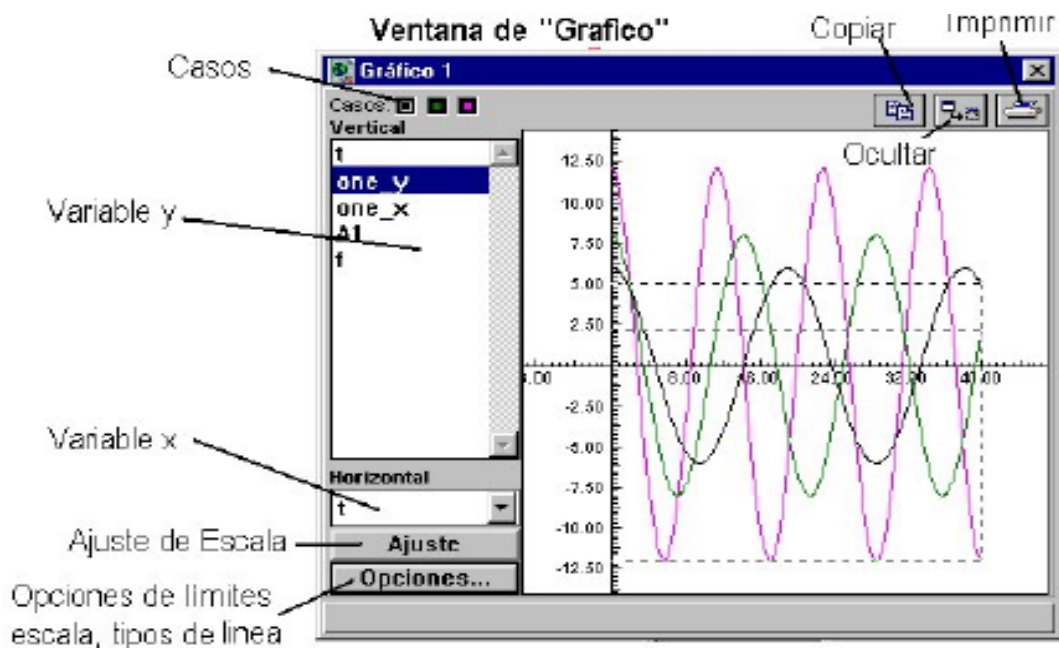 Ventana de "Grafico"
Copiar
Imprimir
Casos
Gráfico 1
Casos:
Vertical
Ocultar
t
one_y
one_x
A1
f
Variable y
12.50
10.00
7.50
5.00
2.50
8.00
16.00
24.00
32.00
40.00
-2.50
-5.00
-7.50
-10.00
-12.50
Variable x
Horizontal
t
Ajuste de Escala
Ajuste
Opciones...
Opciones de limites
escala, tipos de linea